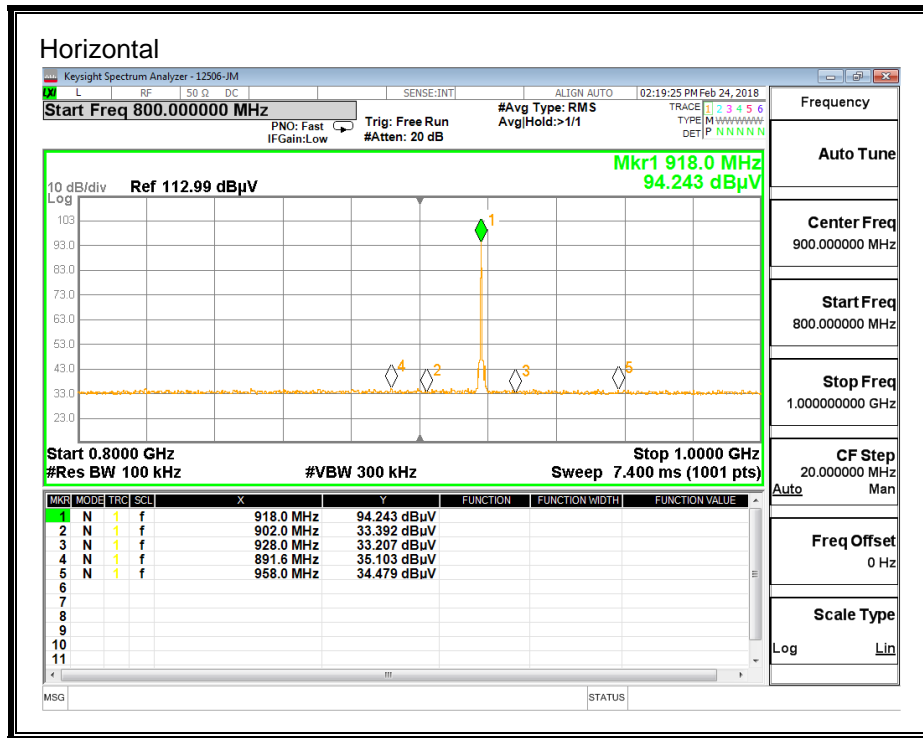 Horizontal
Keysight Spectrum Analyzer - 12506-JM
LXI L RF 50 Ω DC SENSE:INT ALIGN AUTO 02:19:25 PM Feb 24, 2018
Start Freq 800.000000 MHz
PNO: Fast
IFGain:Low
Trig: Free Run
#Atten: 20 dB
#Avg Type: RMS
Avg|Hold:>1/1
TRACE 1 2 3 4 5 6
TYPE M WWWWW
DET P N N N N N
Mkr1 918.0 MHz
94.243 dBµV
10 dB/div Ref 112.99 dBµV
Log
103
93.0
83.0
73.0
63.0
53.0
43.0
33.0
23.0
1
4
2
3
5
Start 0.8000 GHz Stop 1.0000 GHz
#Res BW 100 kHz #VBW 300 kHz Sweep 7.400 ms (1001 pts)
MKR MODE TRC SCL X Y FUNCTION FUNCTION WIDTH FUNCTION VALUE
1 N 1 f 918.0 MHz 94.243 dBµV
2 N 1 f 902.0 MHz 33.392 dBµV
3 N 1 f 928.0 MHz 33.207 dBµV
4 N 1 f 891.6 MHz 35.103 dBµV
5 N 1 f 958.0 MHz 34.479 dBµV
6
7
8
9
10
11
MSG STATUS
Frequency
Auto Tune
Center Freq
900.000000 MHz
Start Freq
800.000000 MHz
Stop Freq
1.000000000 GHz
CF Step
20.000000 MHz
Auto Man
Freq Offset
0 Hz
Scale Type
Log Lin